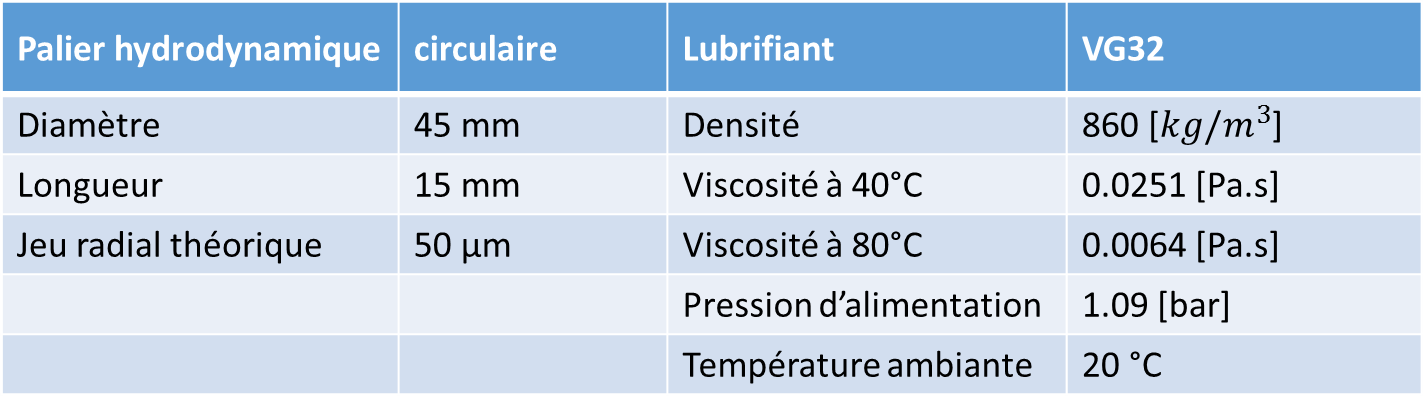 Palier hydrodynamique circulaire Lubrifiant VG32
Diamètre 45 mm Densité 860 [kg/m³]
Longueur 15 mm Viscosité à 40°C 0.0251 [Pa.s]
Jeu radial théorique 50 µm Viscosité à 80°C 0.0064 [Pa.s]
Pression d’alimentation 1.09 [bar]
Température ambiante 20 °C